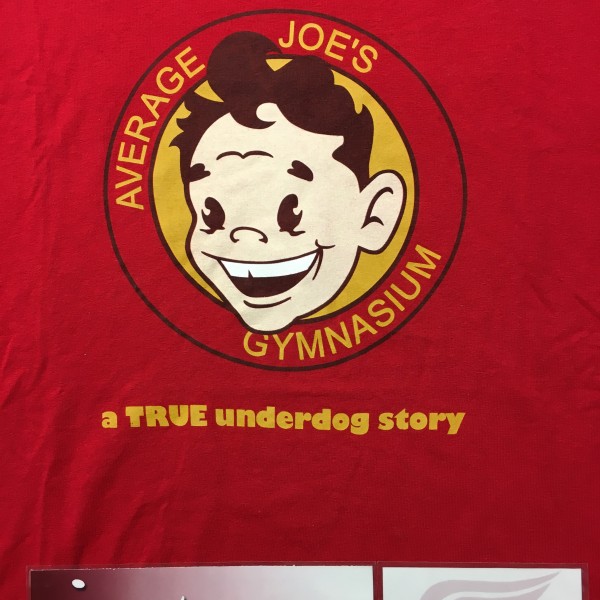 AVERAGE JOE'S
GYMNASIUM
a TRUE underdog story